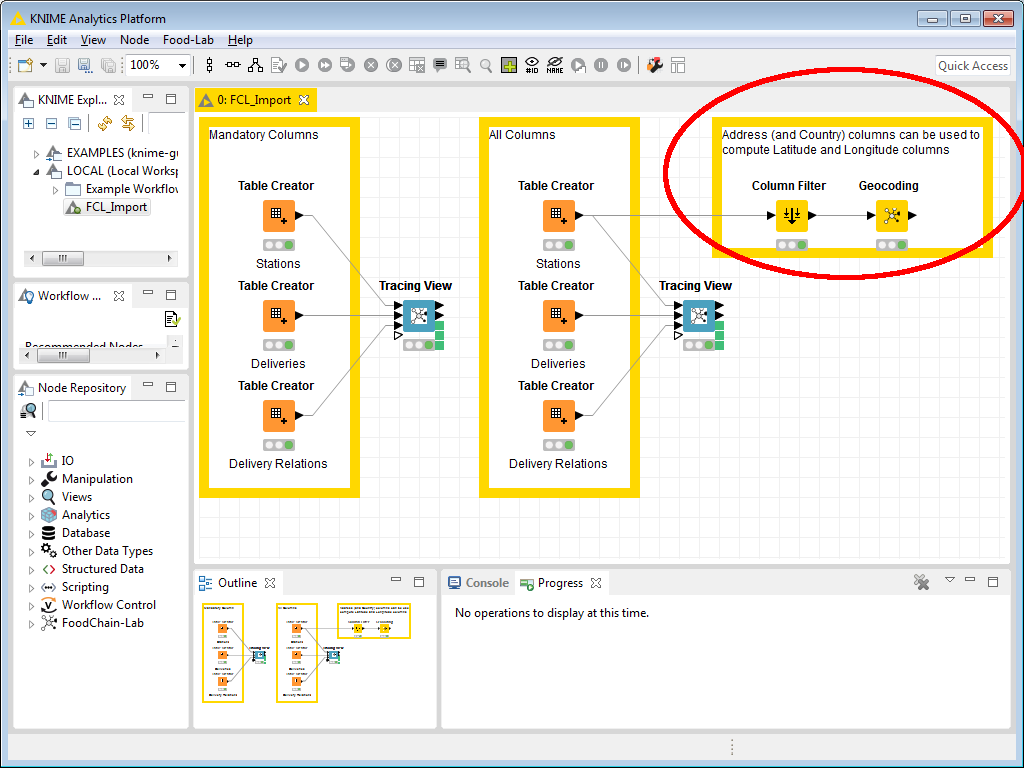 KNIME Analytics Platform
File Edit View Node Food-Lab Help
100%
#ID
NAME
Quick Access
KNIME Expl...
EXAMPLES (knime-gu
LOCAL (Local Worksp
Example Workflow
FCL_Import
Workflow ...
Recommended Nodes
Node Repository
IO
Manipulation
Views
Analytics
Database
Other Data Types
Structured Data
Scripting
Workflow Control
FoodChain-Lab
0: FCL_Import
Mandatory Columns
Table Creator
Stations
Table Creator
Deliveries
Table Creator
Delivery Relations
Tracing View
All Columns
Table Creator
Stations
Table Creator
Deliveries
Table Creator
Delivery Relations
Tracing View
Address (and Country) columns can be used to
compute Latitude and Longitude columns
Column Filter
Geocoding
Outline
Console
Progress
No operations to display at this time.